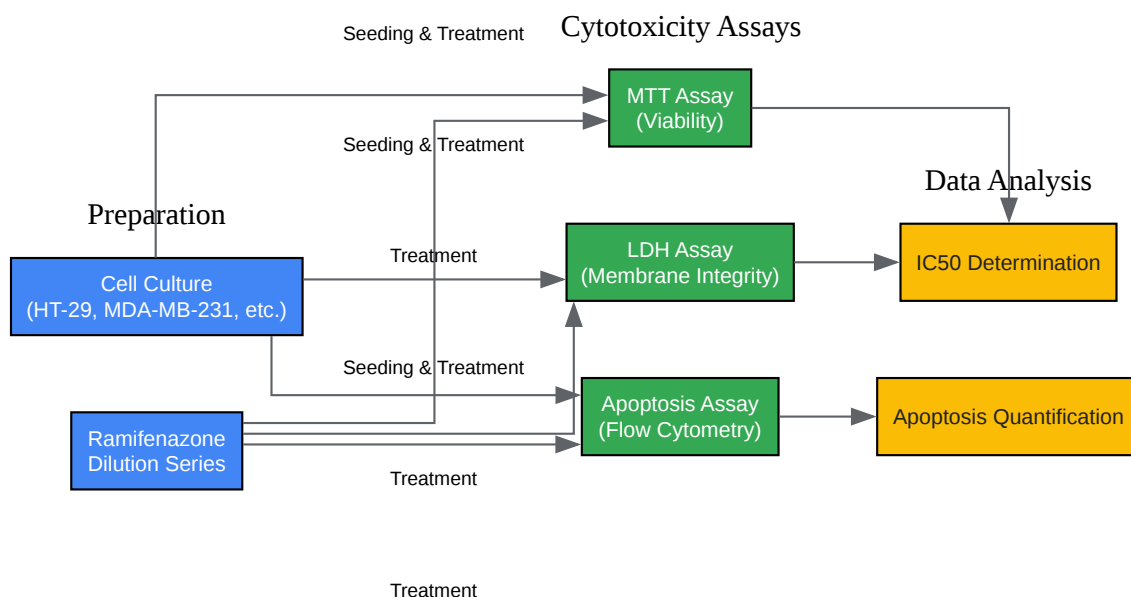 Seeding & Treatment
Cytotoxicity Assays
MTT Assay
(Viability)
Seeding & Treatment
Data Analysis
Preparation
Treatment
LDH Assay
(Membrane Integrity)
IC50 Determination
Cell Culture
(HT-29, MDA-MB-231, etc.)
Seeding & Treatment
Apoptosis Assay
(Flow Cytometry)
Apoptosis Quantification
Ramifenazone
Dilution Series
Treatment
Treatment